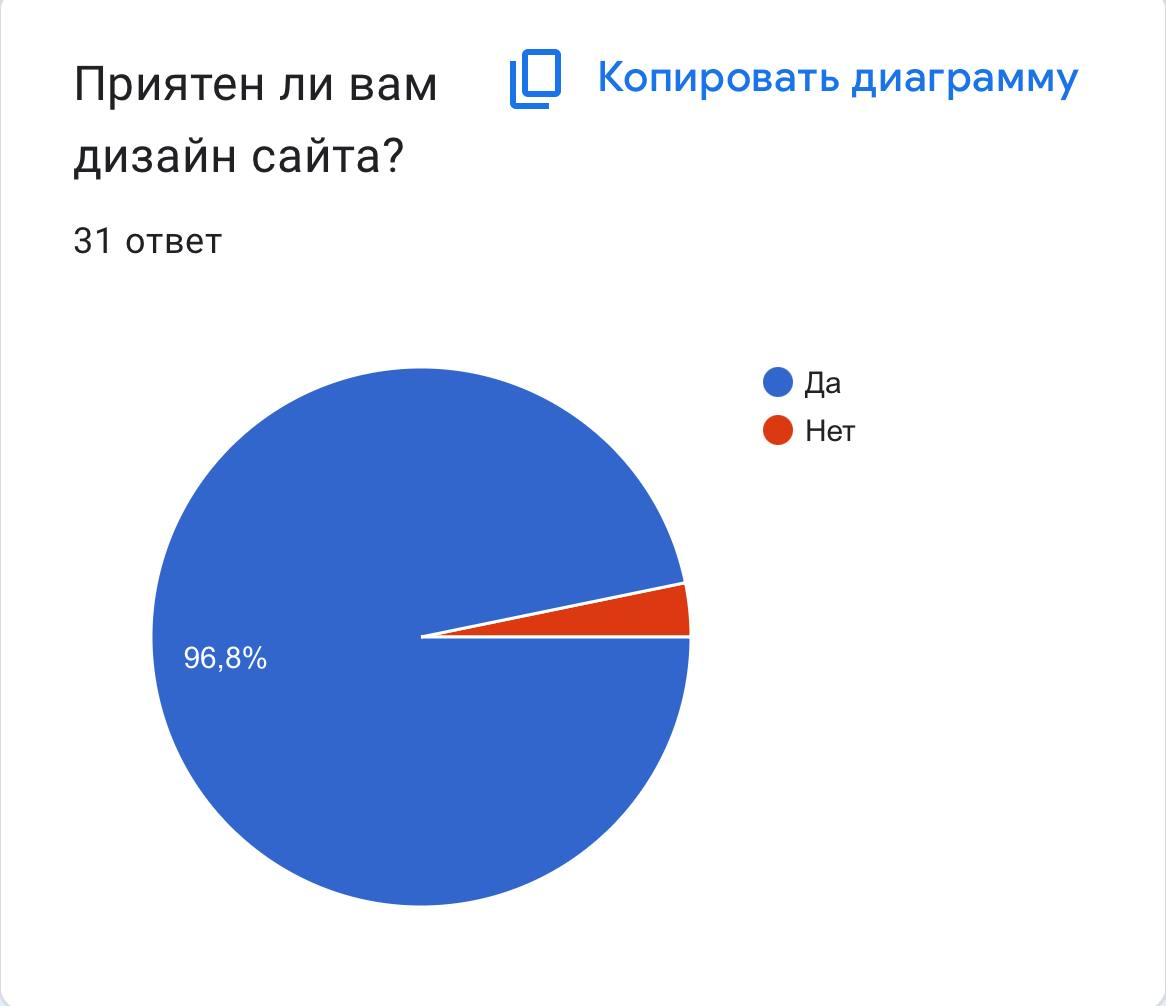 Приятен ли вам
дизайн сайта?
Копировать диаграмму
31 ответ
Да
Нет
96,8%